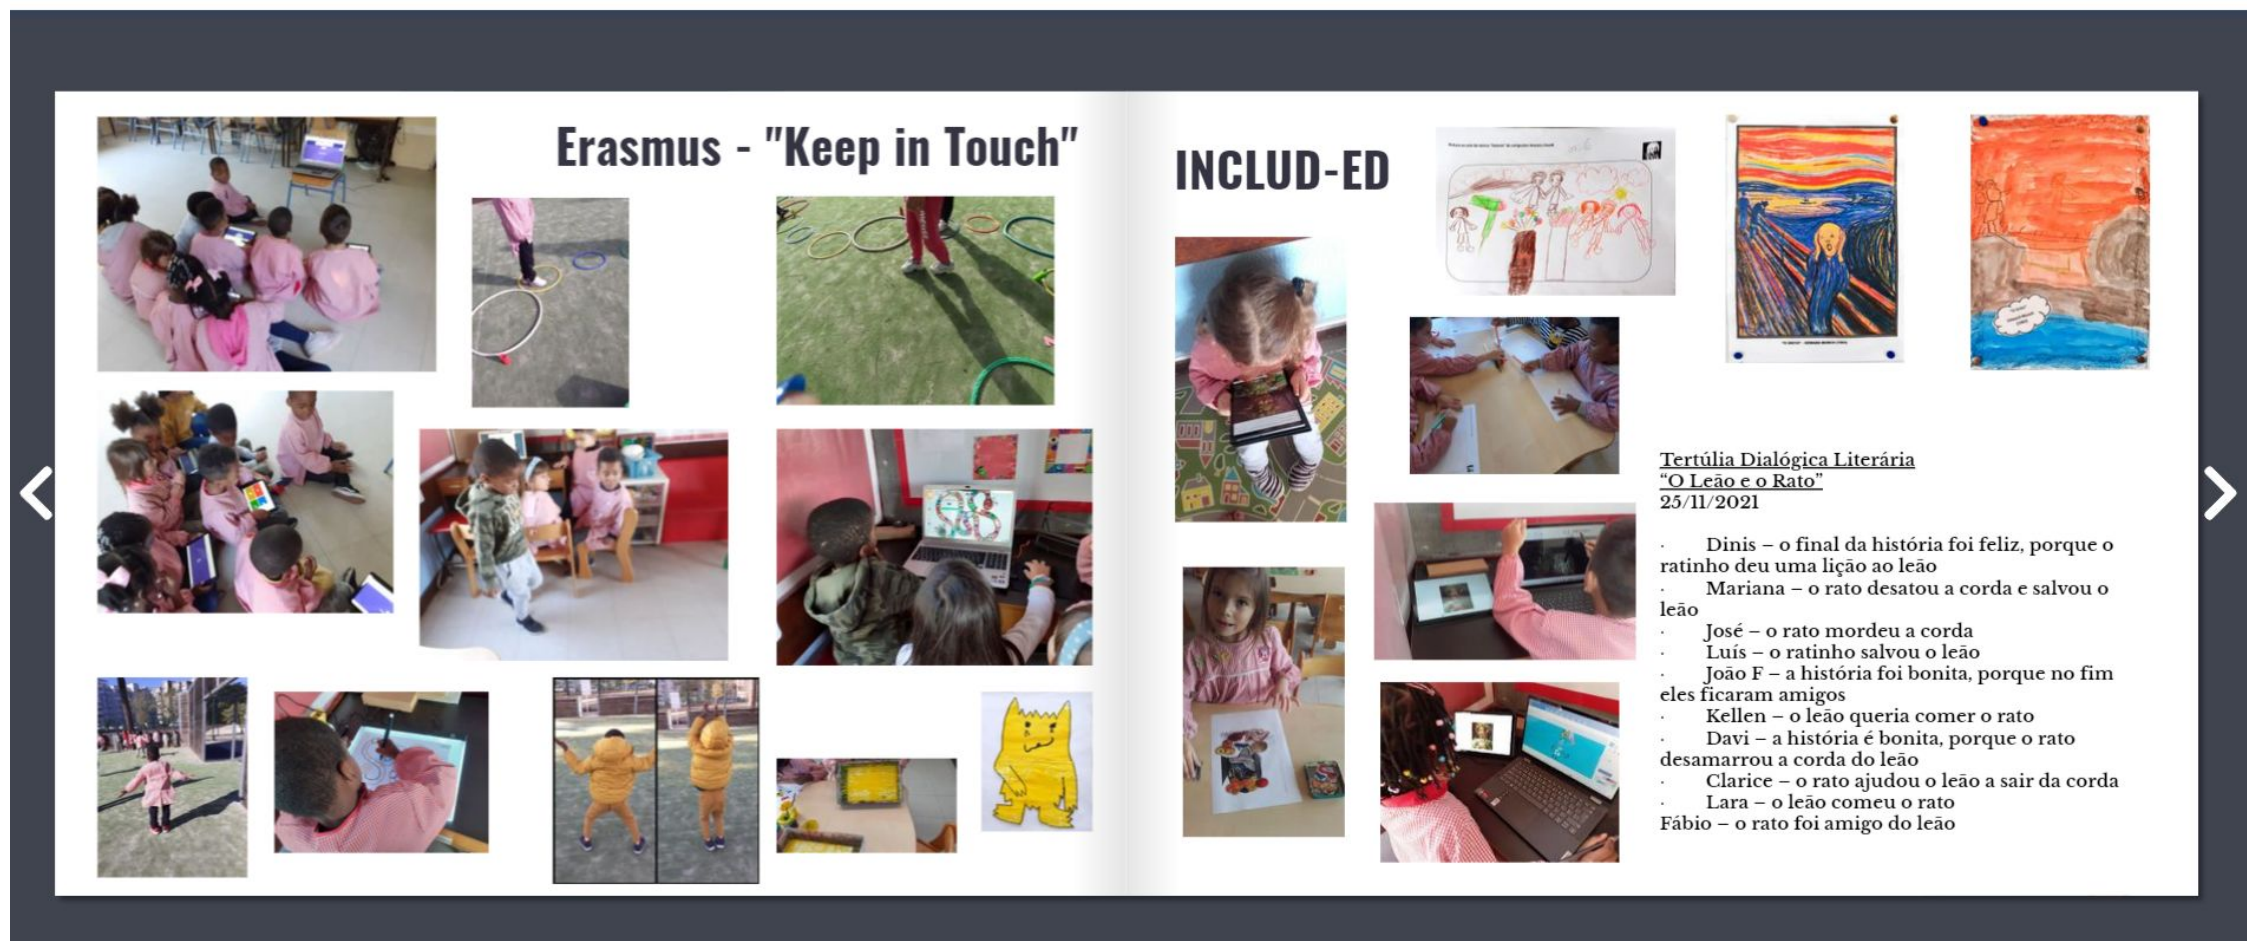 Erasmus - "Keep in Touch"
INCLUD-ED
Tertúlia Dialógica Literária
“O Leão e o Rato”
25/11/2021
· Dinis – o final da história foi feliz, porque o
ratinho deu uma lição ao leão
· Mariana – o rato desatou a corda e salvou o
leão
· José – o rato mordeu a corda
· Luís – o ratinho salvou o leão
· João F – a história foi bonita, porque no fim
eles ficaram amigos
· Kellen – o leão queria comer o rato
· Davi – a história é bonita, porque o rato
desamarrou a corda do leão
· Clarice – o rato ajudou o leão a sair da corda
· Lara – o leão comeu o rato
Fábio – o rato foi amigo do leão